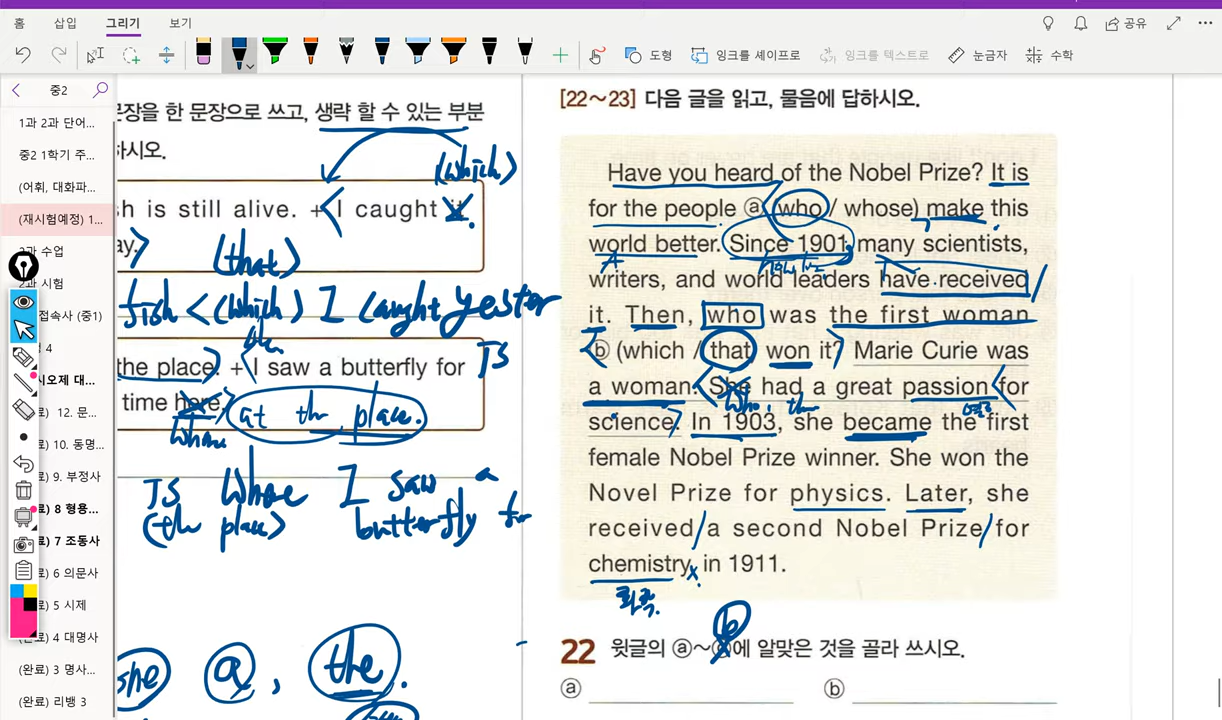 홈 삽입 그리기 보기
공유
도형 잉크를 셰이프로 잉크를 텍스트로 눈금자 수학
중2
1과 2과 단어...
중2 1학기 주...
(어휘, 대화파...
(재시험예정) 1...
2과 수업
2과 시험
접속사 (중1)
4
시오제 대...
) 12. 문...
) 10. 동명...
) 9. 부정사
료) 8 형용...
료) 7 조동사
료) 6 의문사
료) 5 시제
료) 4 대명사
(완료) 3 명사...
(완료) 리뱅 3
문장을 한 문장으로 쓰고, 생략 할 수 있는 부분
하시오.
(which)
sh is still alive. + I caught it
ay.
(that)
fish < (which) I caught yester
the place. + I saw a butterfly for
IS
time here.
at the place.
where
IS where I saw a
(the place) butterfly for
she ⓐ, the.
[22~23] 다음 글을 읽고, 물음에 답하시오.
Have you heard of the Nobel Prize? It is
for the people ⓐ (who / whose) make this
world better. Since 1901, many scientists,
writers, and world leaders have received
it. Then, who was the first woman
ⓑ (which / that) won it? Marie Curie was
a woman. She had a great passion for
who,
science. In 1903, she became the first
female Nobel Prize winner. She won the
Novel Prize for physics. Later, she
received a second Nobel Prize for
chemistry, in 1911.
화학.
b
22 윗글의 ⓐ~ 에 알맞은 것을 골라 쓰시오.
ⓐ ⓑ